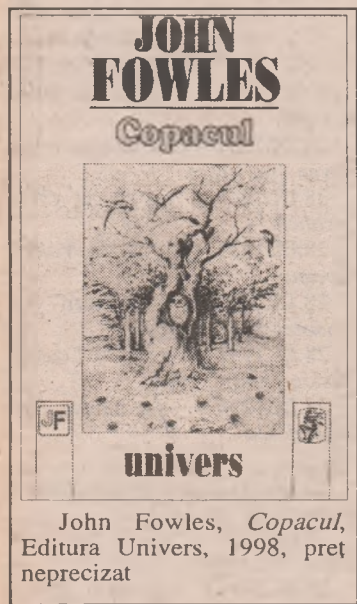 JOHN
FOWLES
Copacul
JF
univers
John Fowles, Copacul,
Editura Univers, 1998, preț
neprecizat